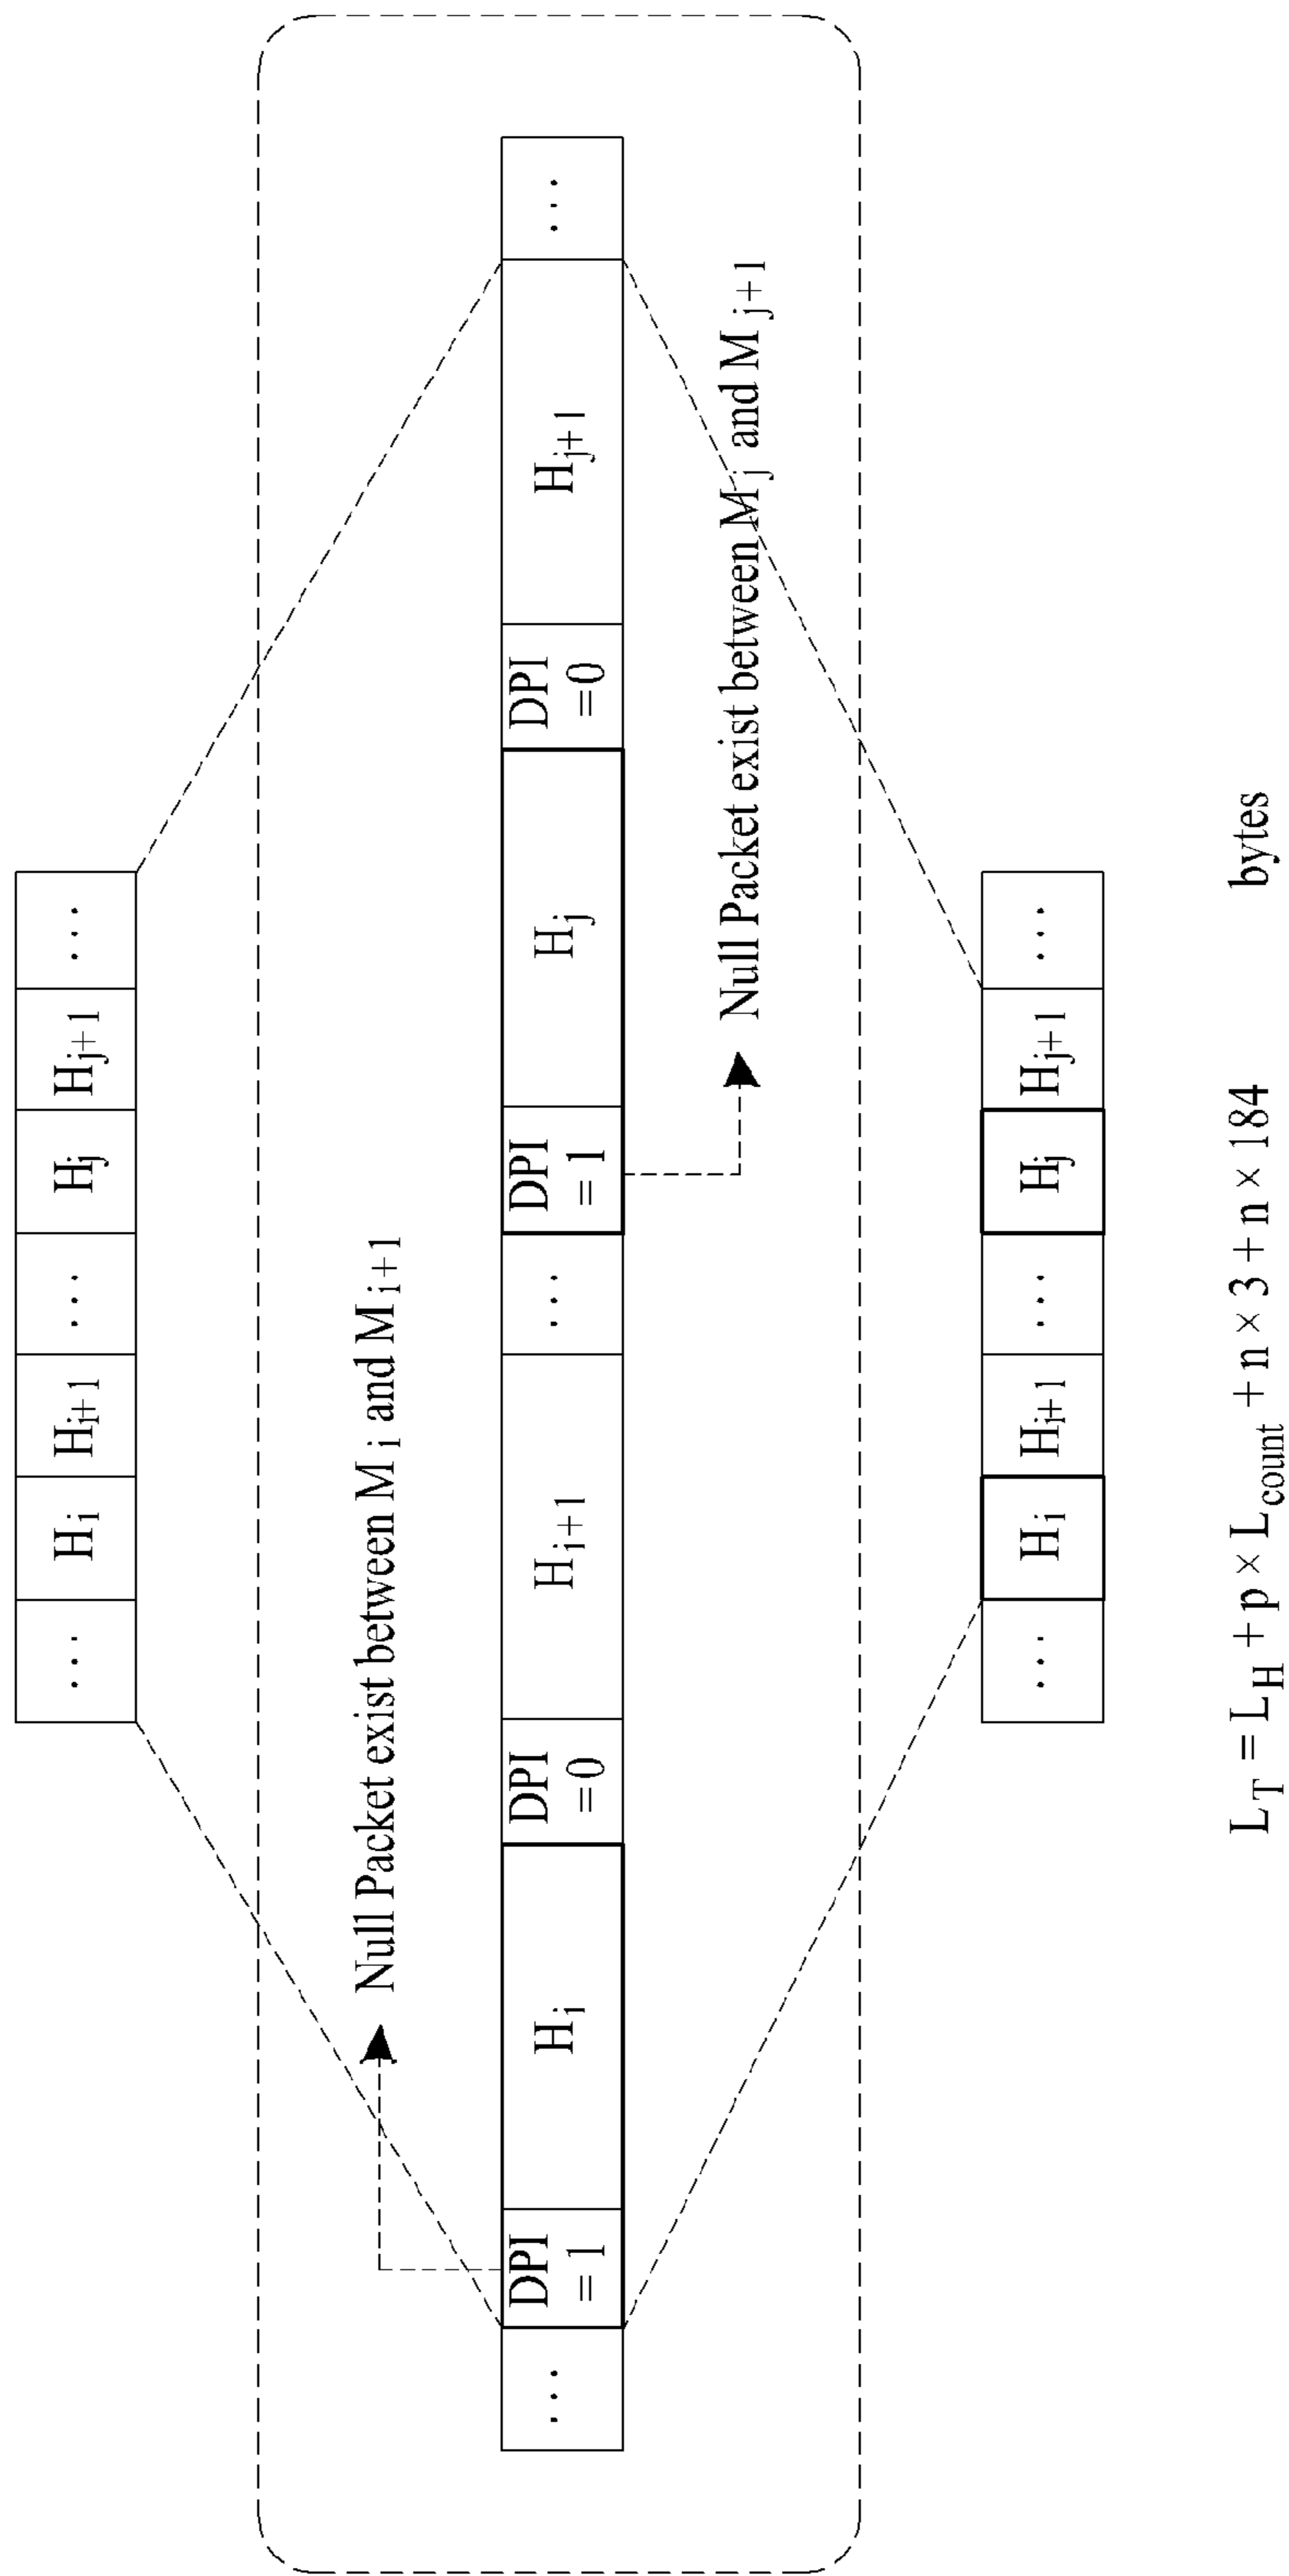 ... H_i H_{i+1} ... H_j H_{j+1} ...
Null Packet exist between M_i and M_{i+1}
... DPI =1 H_i DPI =0 H_{i+1} ... DPI =1 H_j DPI =0 H_{j+1} ...
Null Packet exist between M_j and M_{j+1}
... H_i H_{i+1} ... H_j H_{j+1} ...
L_T = L_H + p × L_{count} + n × 3 + n × 184 bytes